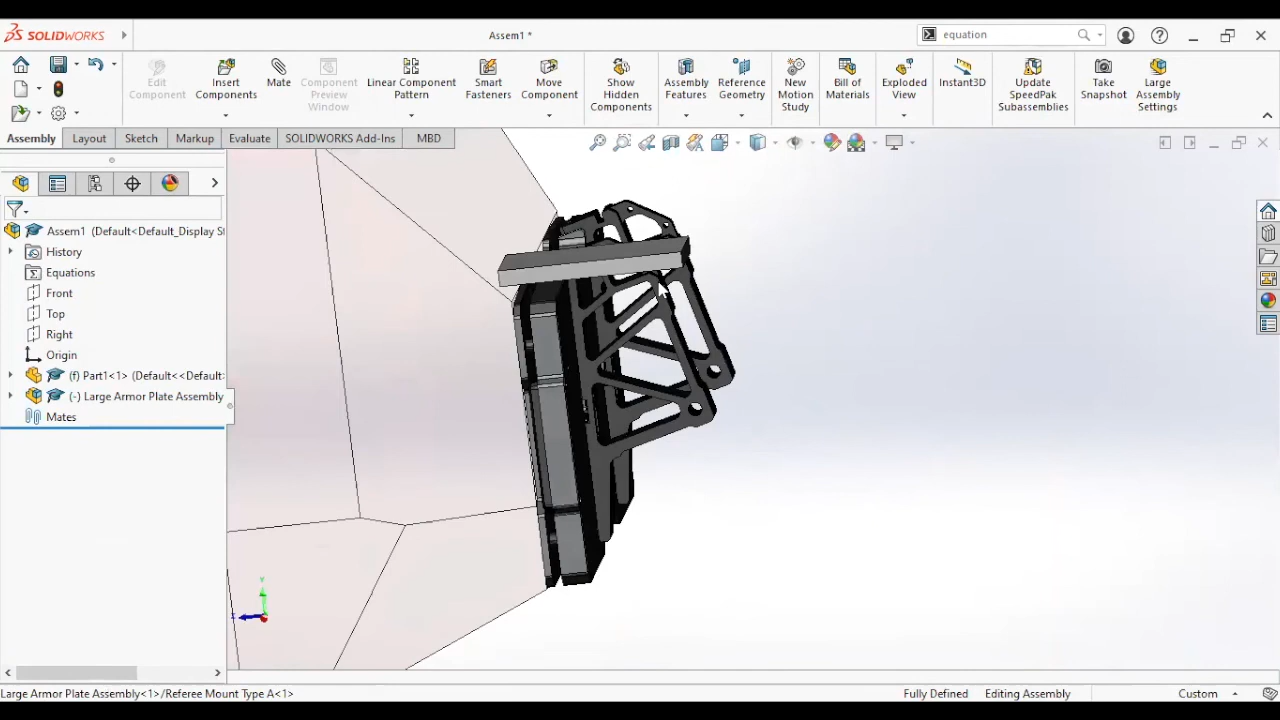 SOLIDWORKS
Assem1 *
equation
Edit Component
Insert Components
Mate
Component Preview Window
Linear Component Pattern
Smart Fasteners
Move Component
Show Hidden Components
Assembly Features
Reference Geometry
New Motion Study
Bill of Materials
Exploded View
Instant3D
Update SpeedPak Subassemblies
Take Snapshot
Large Assembly Settings
Assembly
Layout
Sketch
Markup
Evaluate
SOLIDWORKS Add-Ins
MBD
Assem1 (Default<Default_Display S
History
Equations
Front
Top
Right
Origin
(f) Part1<1> (Default<<Default
(-) Large Armor Plate Assembly
Mates
Large Armor Plate Assembly<1>/Referee Mount Type A<1>
Fully Defined
Editing Assembly
Custom